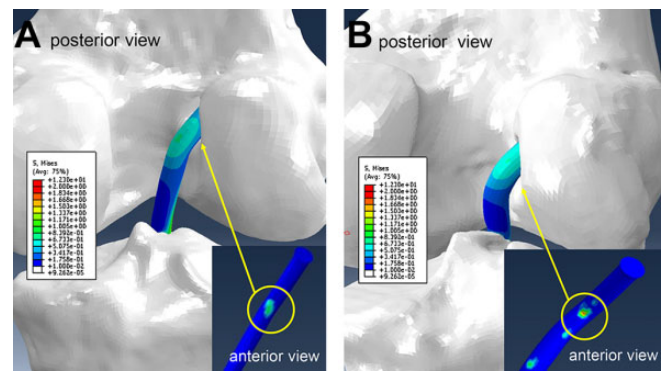 A posterior view
S, Mises
(Avg: 75%)
+1.230e+01
+2.000e+00
+1.834e+00
+1.668e+00
+1.503e+00
+1.337e+00
+1.171e+00
+1.005e+00
+8.392e-01
+6.733e-01
+5.075e-01
+3.417e-01
+1.758e-01
+1.000e-02
+9.262e-05
anterior view
B posterior view
S, Mises
(Avg: 75%)
+1.230e+01
+2.000e+00
+1.834e+00
+1.668e+00
+1.503e+00
+1.337e+00
+1.171e+00
+1.005e+00
+8.392e-01
+6.733e-01
+5.075e-01
+3.417e-01
+1.758e-01
+1.000e-02
+9.262e-05
anterior view